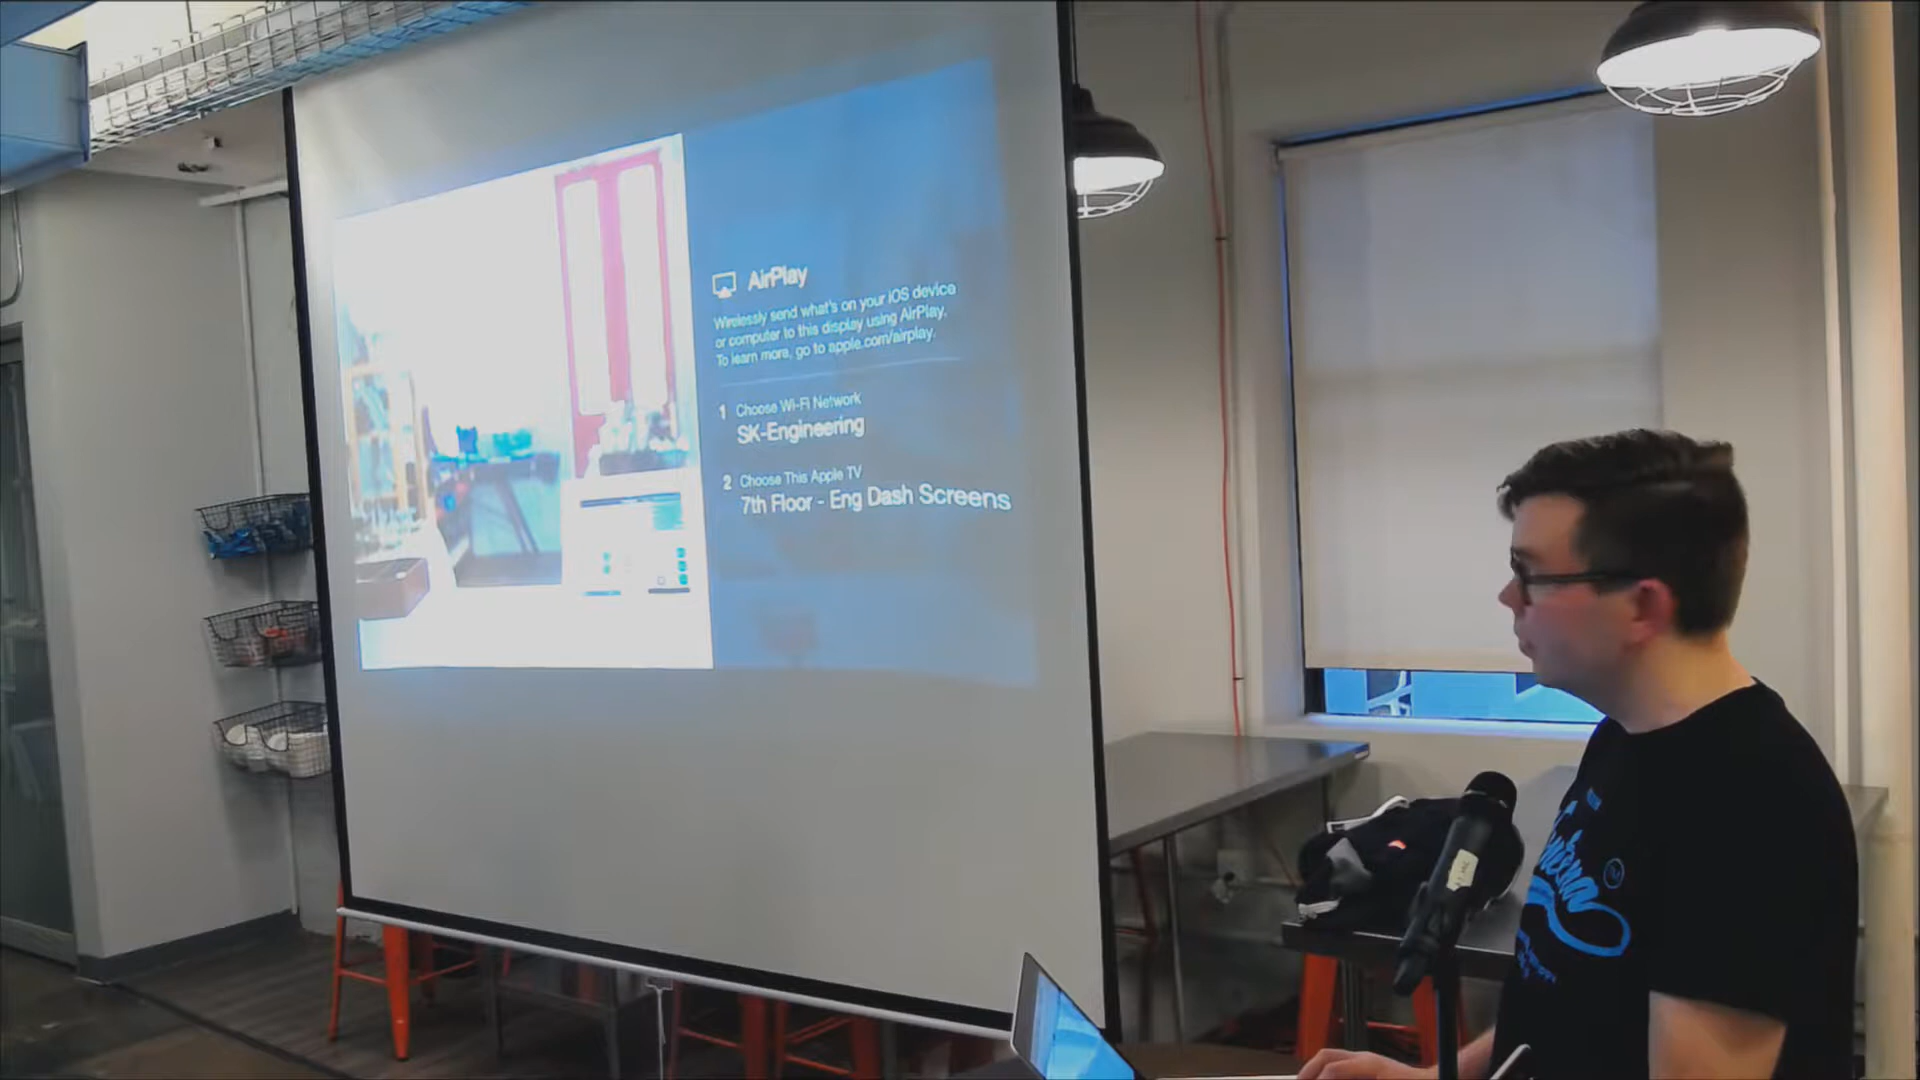 AirPlay
Wirelessly send what's on your iOS device
or computer to this display using AirPlay.
To learn more, go to apple.com/airplay.
1 Choose Wi-Fi Network
SK-Engineering
2 Choose This Apple TV
7th Floor - Eng Dash Screens